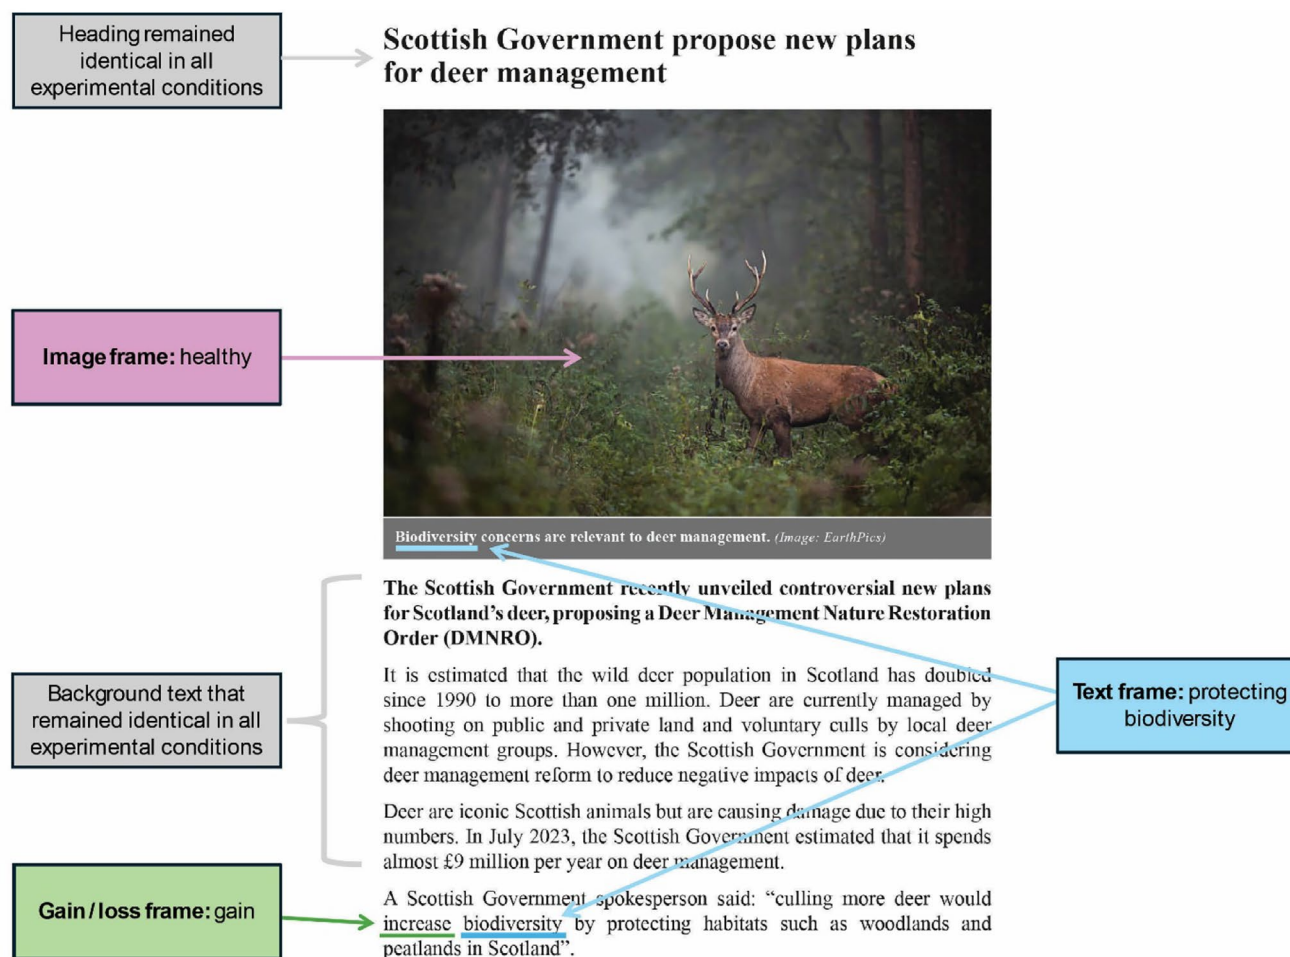 Heading remained
identical in all
experimental conditions
Scottish Government propose new plans
for deer management
Image frame: healthy
Biodiversity concerns are relevant to deer management. (Image: EarthPics)
The Scottish Government recently unveiled controversial new plans
for Scotland's deer, proposing a Deer Management Nature Restoration
Order (DMNRO).
It is estimated that the wild deer population in Scotland has doubled
since 1990 to more than one million. Deer are currently managed by
shooting on public and private land and voluntary culls by local deer
management groups. However, the Scottish Government is considering
deer management reform to reduce negative impacts of deer.
Background text that
remained identical in all
experimental conditions
Text frame: protecting
biodiversity
Deer are iconic Scottish animals but are causing damage due to their high
numbers. In July 2023, the Scottish Government estimated that it spends
almost £9 million per year on deer management.
Gain / loss frame: gain
A Scottish Government spokesperson said: “culling more deer would
increase biodiversity by protecting habitats such as woodlands and
peatlands in Scotland”.